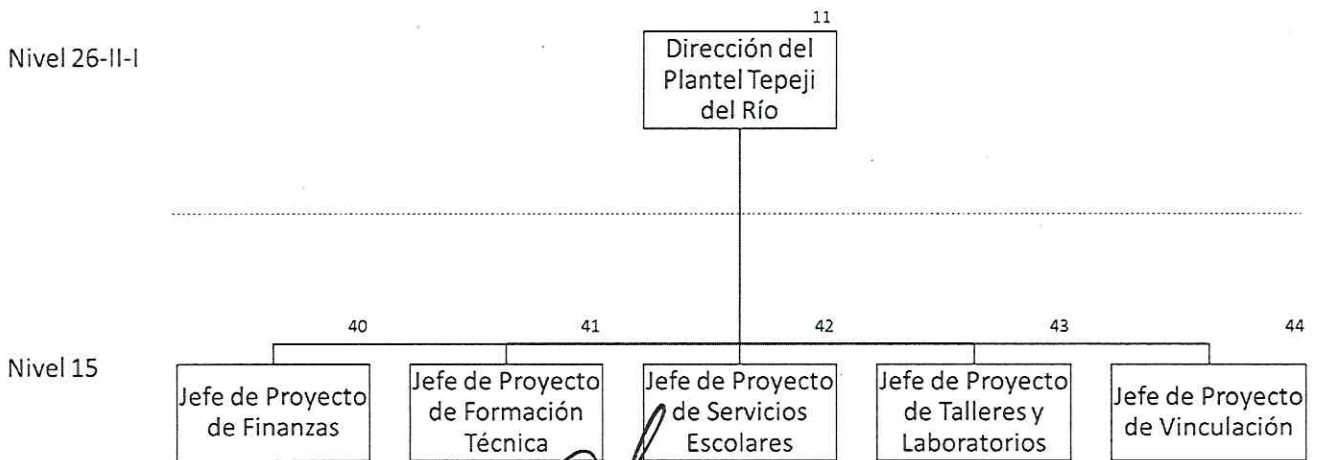 11
Nivel 26-II-I
Dirección del
Plantel Tepeji
del Río
40
41
42
43
44
Nivel 15
Jefe de Proyecto
de Finanzas
Jefe de Proyecto
de Formación
Técnica
Jefe de Proyecto
de Servicios
Escolares
Jefe de Proyecto
de Talleres y
Laboratorios
Jefe de Proyecto
de Vinculación